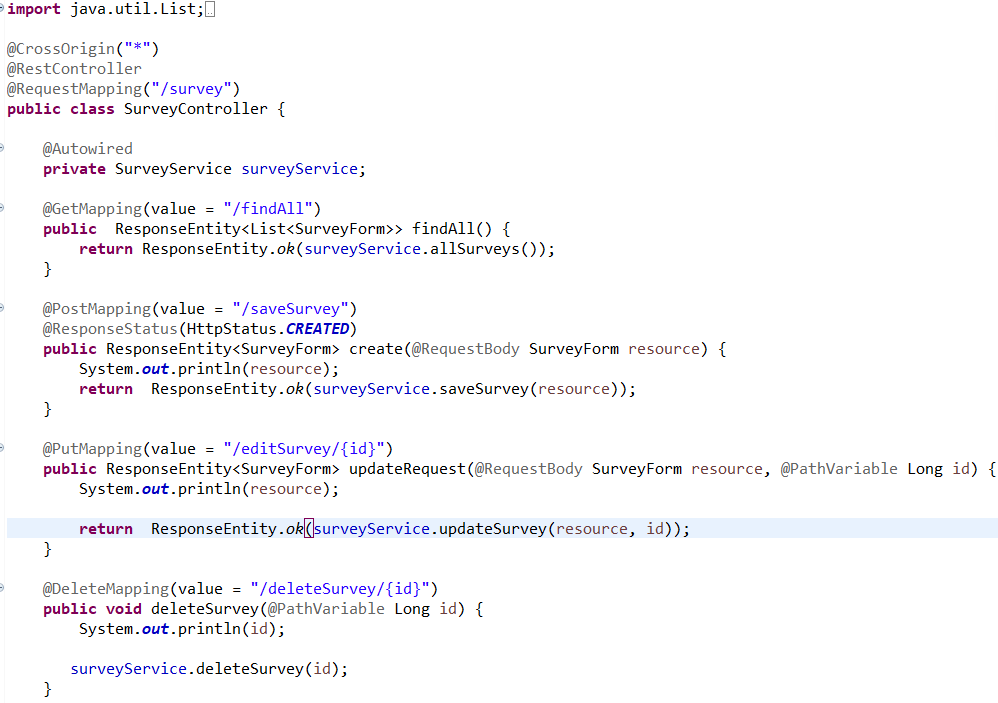 import java.util.List;

@CrossOrigin("*")
@RestController
@RequestMapping("/survey")
public class SurveyController {

    @Autowired
    private SurveyService surveyService;

    @GetMapping(value = "/findAll")
    public  ResponseEntity<List<SurveyForm>> findAll() {
        return ResponseEntity.ok(surveyService.allSurveys());
    }

    @PostMapping(value = "/saveSurvey")
    @ResponseStatus(HttpStatus.CREATED)
    public ResponseEntity<SurveyForm> create(@RequestBody SurveyForm resource) {
        System.out.println(resource);
        return  ResponseEntity.ok(surveyService.saveSurvey(resource));
    }

    @PutMapping(value = "/editSurvey/{id}")
    public ResponseEntity<SurveyForm> updateRequest(@RequestBody SurveyForm resource, @PathVariable Long id) {
        System.out.println(resource);

        return  ResponseEntity.ok(surveyService.updateSurvey(resource, id));
    }

    @DeleteMapping(value = "/deleteSurvey/{id}")
    public void deleteSurvey(@PathVariable Long id) {
        System.out.println(id);

       surveyService.deleteSurvey(id);
    }